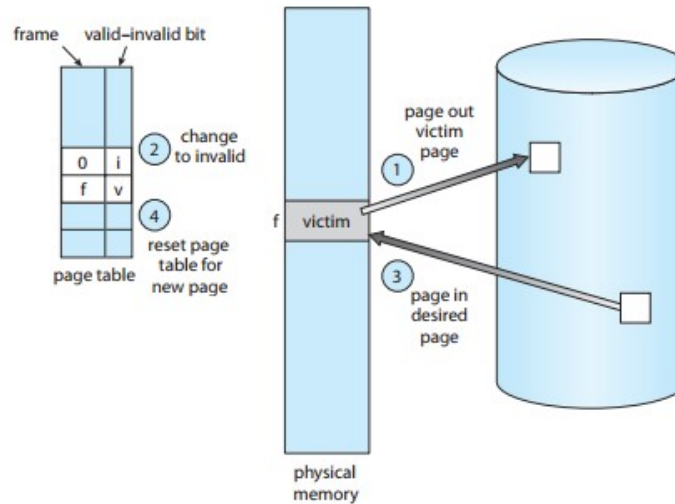 frame
valid–invalid bit
0 i
f v
page table
2
change
to invalid
4
reset page
table for
new page
f
victim
physical
memory
page out
victim
page
1
3
page in
desired
page